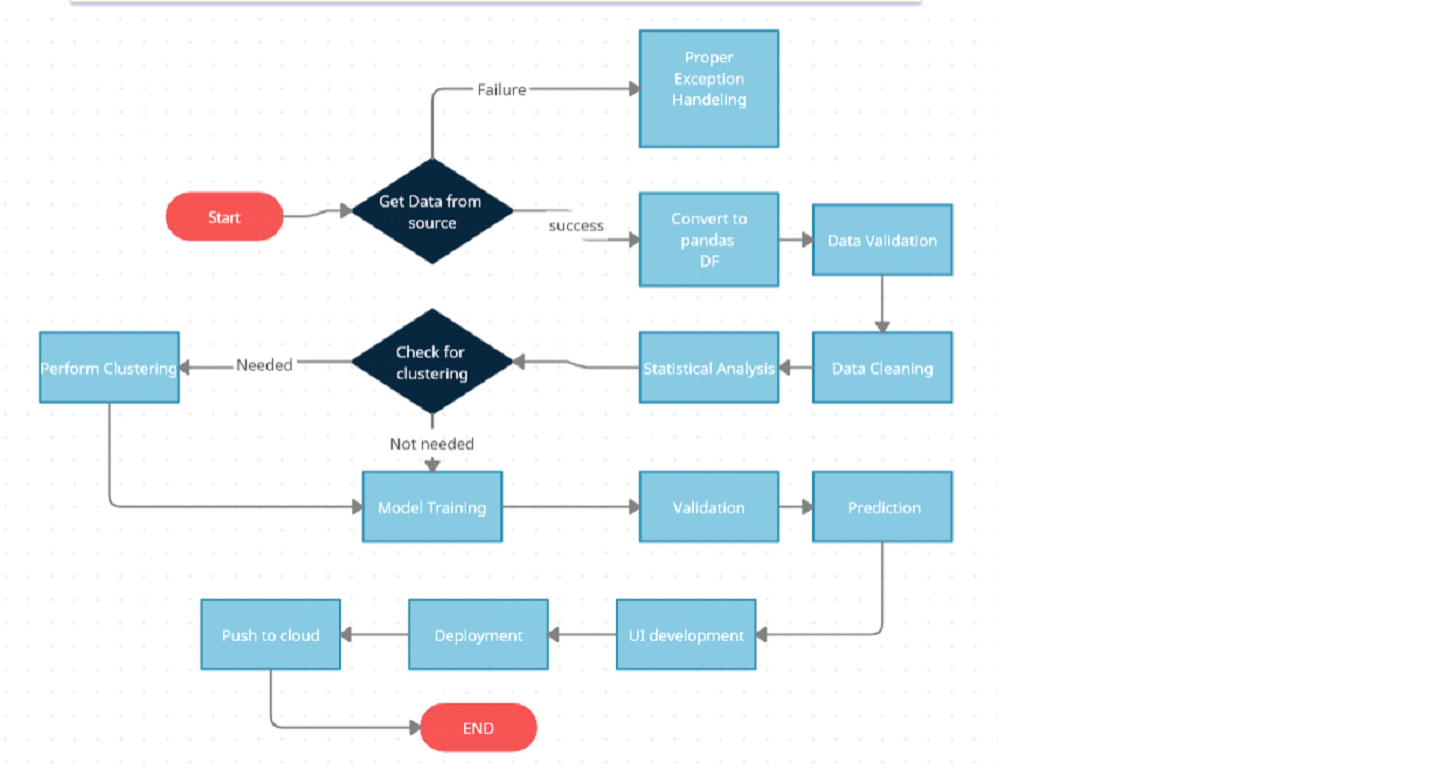 Proper
Exception
Handeling
Failure
Start
Get Data from
source
success
Convert to
pandas
DF
Data Validation
Perform Clustering
Needed
Check for
clustering
Statistical Analysis
Data Cleaning
Not needed
Model Training
Validation
Prediction
Push to cloud
Deployment
UI development
END